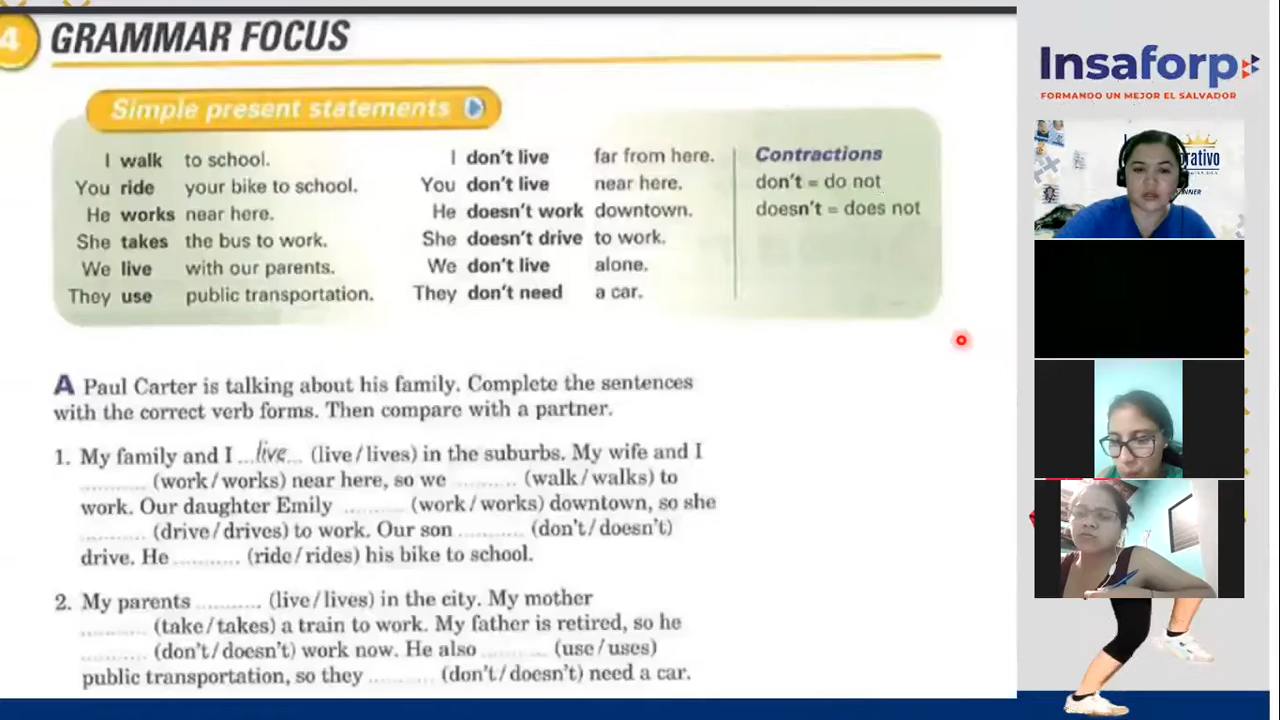 4 GRAMMAR FOCUS
Simple present statements
I walk to school.
You ride your bike to school.
He works near here.
She takes the bus to work.
We live with our parents.
They use public transportation.
I don't live far from here.
You don't live near here.
He doesn't work downtown.
She doesn't drive to work.
We don't live alone.
They don't need a car.
Contractions
don't = do not
doesn't = does not
A Paul Carter is talking about his family. Complete the sentences
with the correct verb forms. Then compare with a partner.
1. My family and I ...live... (live / lives) in the suburbs. My wife and I
.......... (work / works) near here, so we .......... (walk / walks) to
work. Our daughter Emily .......... (work / works) downtown, so she
.......... (drive / drives) to work. Our son .......... (don't / doesn't)
drive. He .......... (ride / rides) his bike to school.
2. My parents .......... (live / lives) in the city. My mother
.......... (take / takes) a train to work. My father is retired, so he
.......... (don't / doesn't) work now. He also .......... (use / uses)
public transportation, so they .......... (don't / doesn't) need a car.
Insaforp
FORMANDO UN MEJOR EL SALVADOR